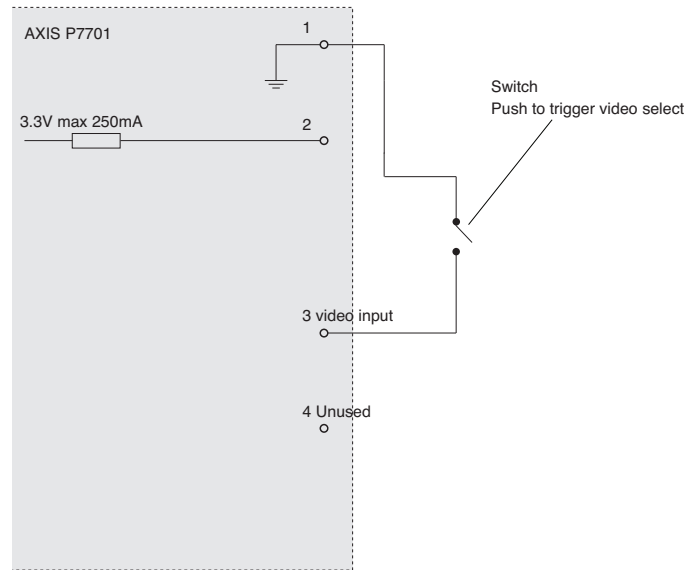 AXIS P7701
1
Switch
Push to trigger video select
3.3V max 250mA
2
3 video input
4 Unused